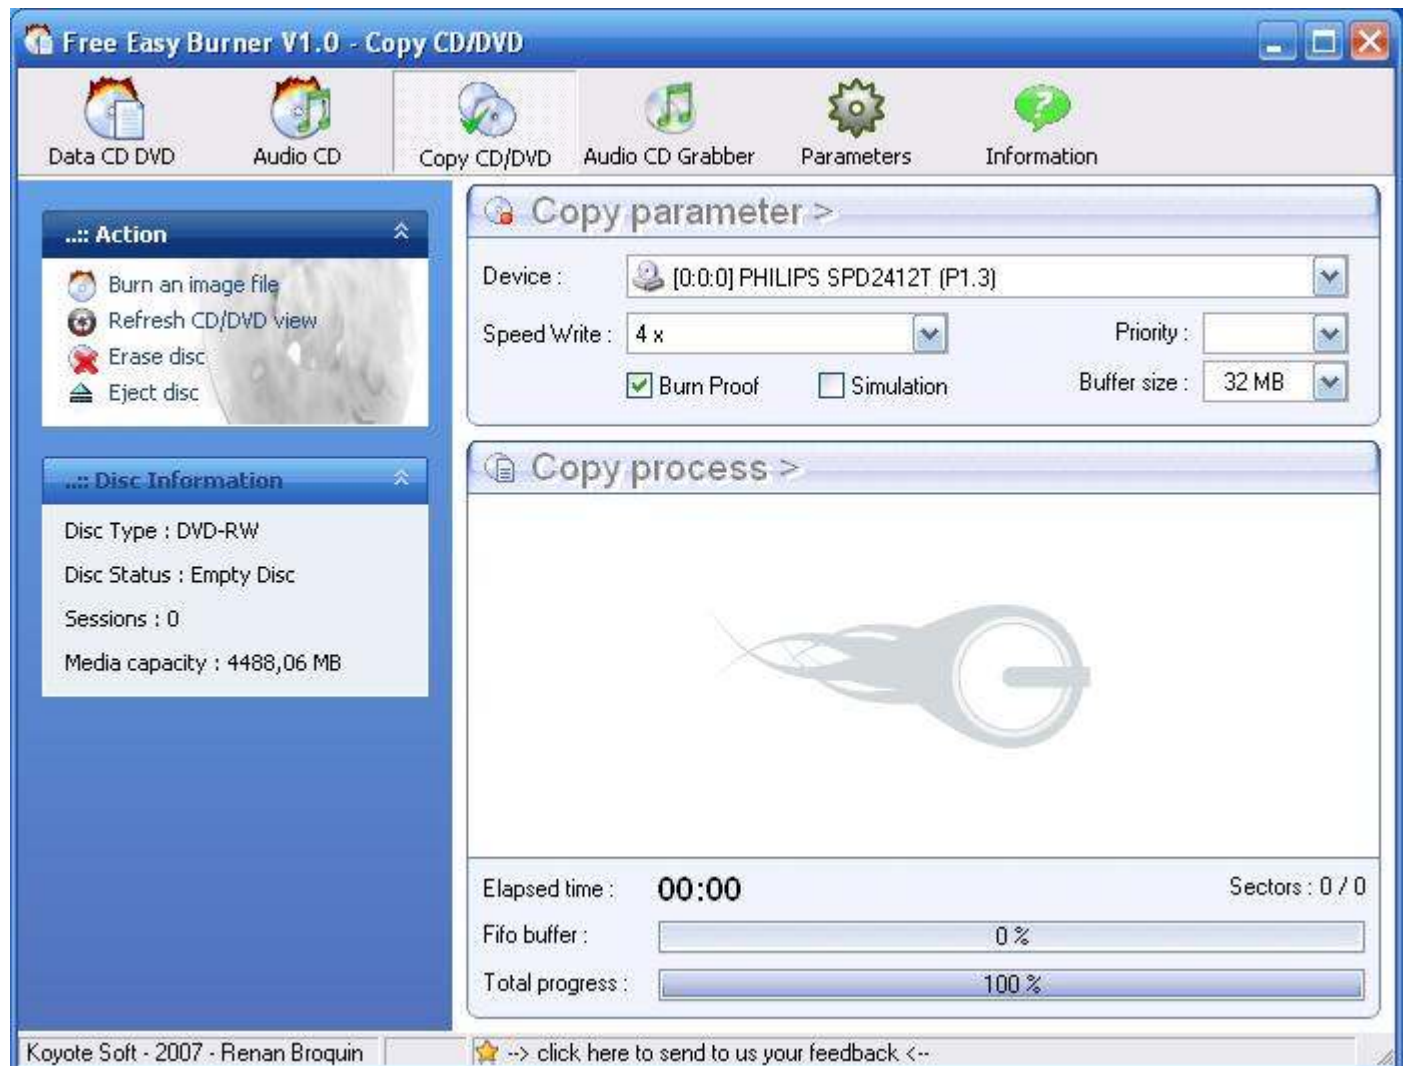 Free Easy Burner V1.0 - Copy CD/DVD
Data CD DVD
Audio CD
Copy CD/DVD
Audio CD Grabber
Parameters
Information
..:: Action
Burn an image file
Refresh CD/DVD view
Erase disc
Eject disc
..:: Disc Information
Disc Type : DVD-RW
Disc Status : Empty Disc
Sessions : 0
Media capacity : 4488,06 MB
Copy parameter >
Device : [0:0:0] PHILIPS SPD2412T (P1.3)
Speed Write : 4 x Priority :
Burn Proof Simulation Buffer size : 32 MB
Copy process >
Elapsed time : 00:00 Sectors : 0 / 0
Fifo buffer : 0 %
Total progress : 100 %
Koyote Soft - 2007 - Renan Broquin
--> click here to send to us your feedback <--